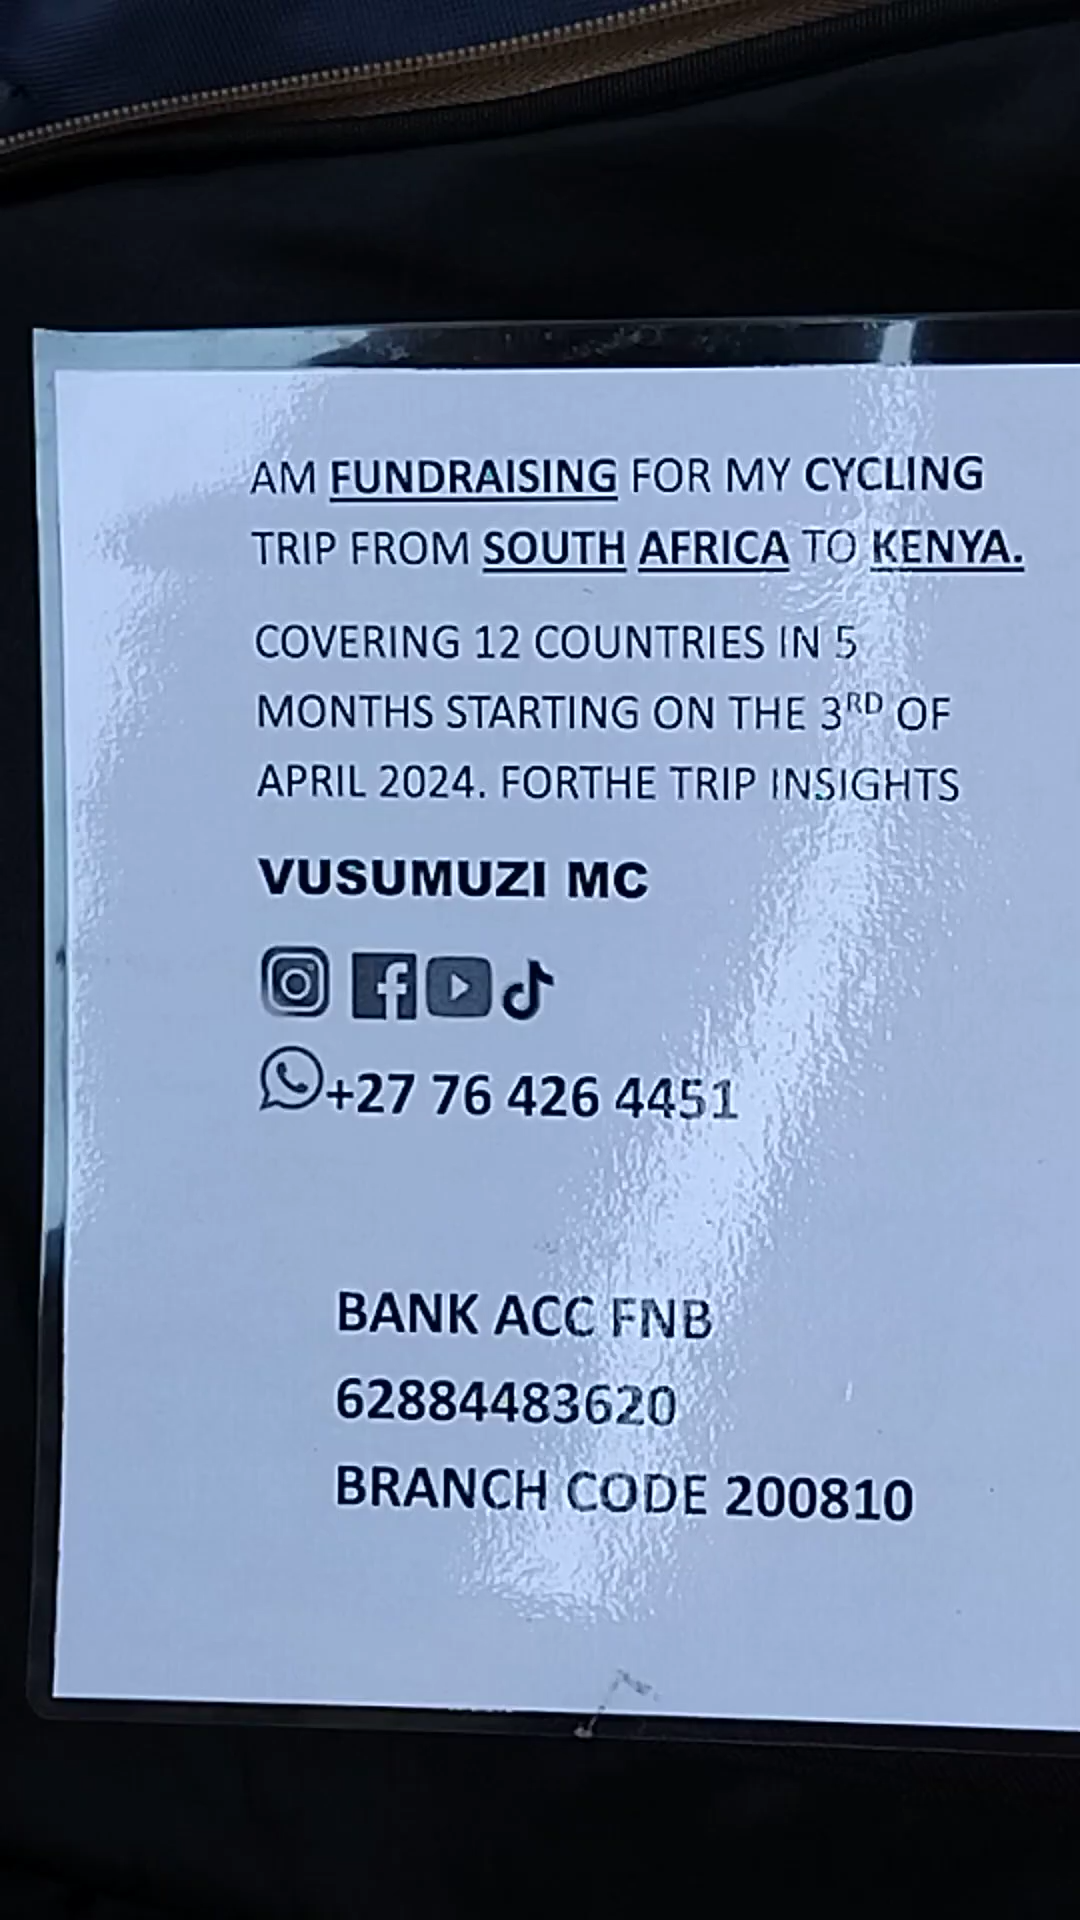 AM FUNDRAISING FOR MY CYCLING
TRIP FROM SOUTH AFRICA TO KENYA.
COVERING 12 COUNTRIES IN 5
MONTHS STARTING ON THE 3RD OF
APRIL 2024. FORTHE TRIP INSIGHTS
VUSUMUZI MC
+27 76 426 4451
BANK ACC FNB
62884483620
BRANCH CODE 200810